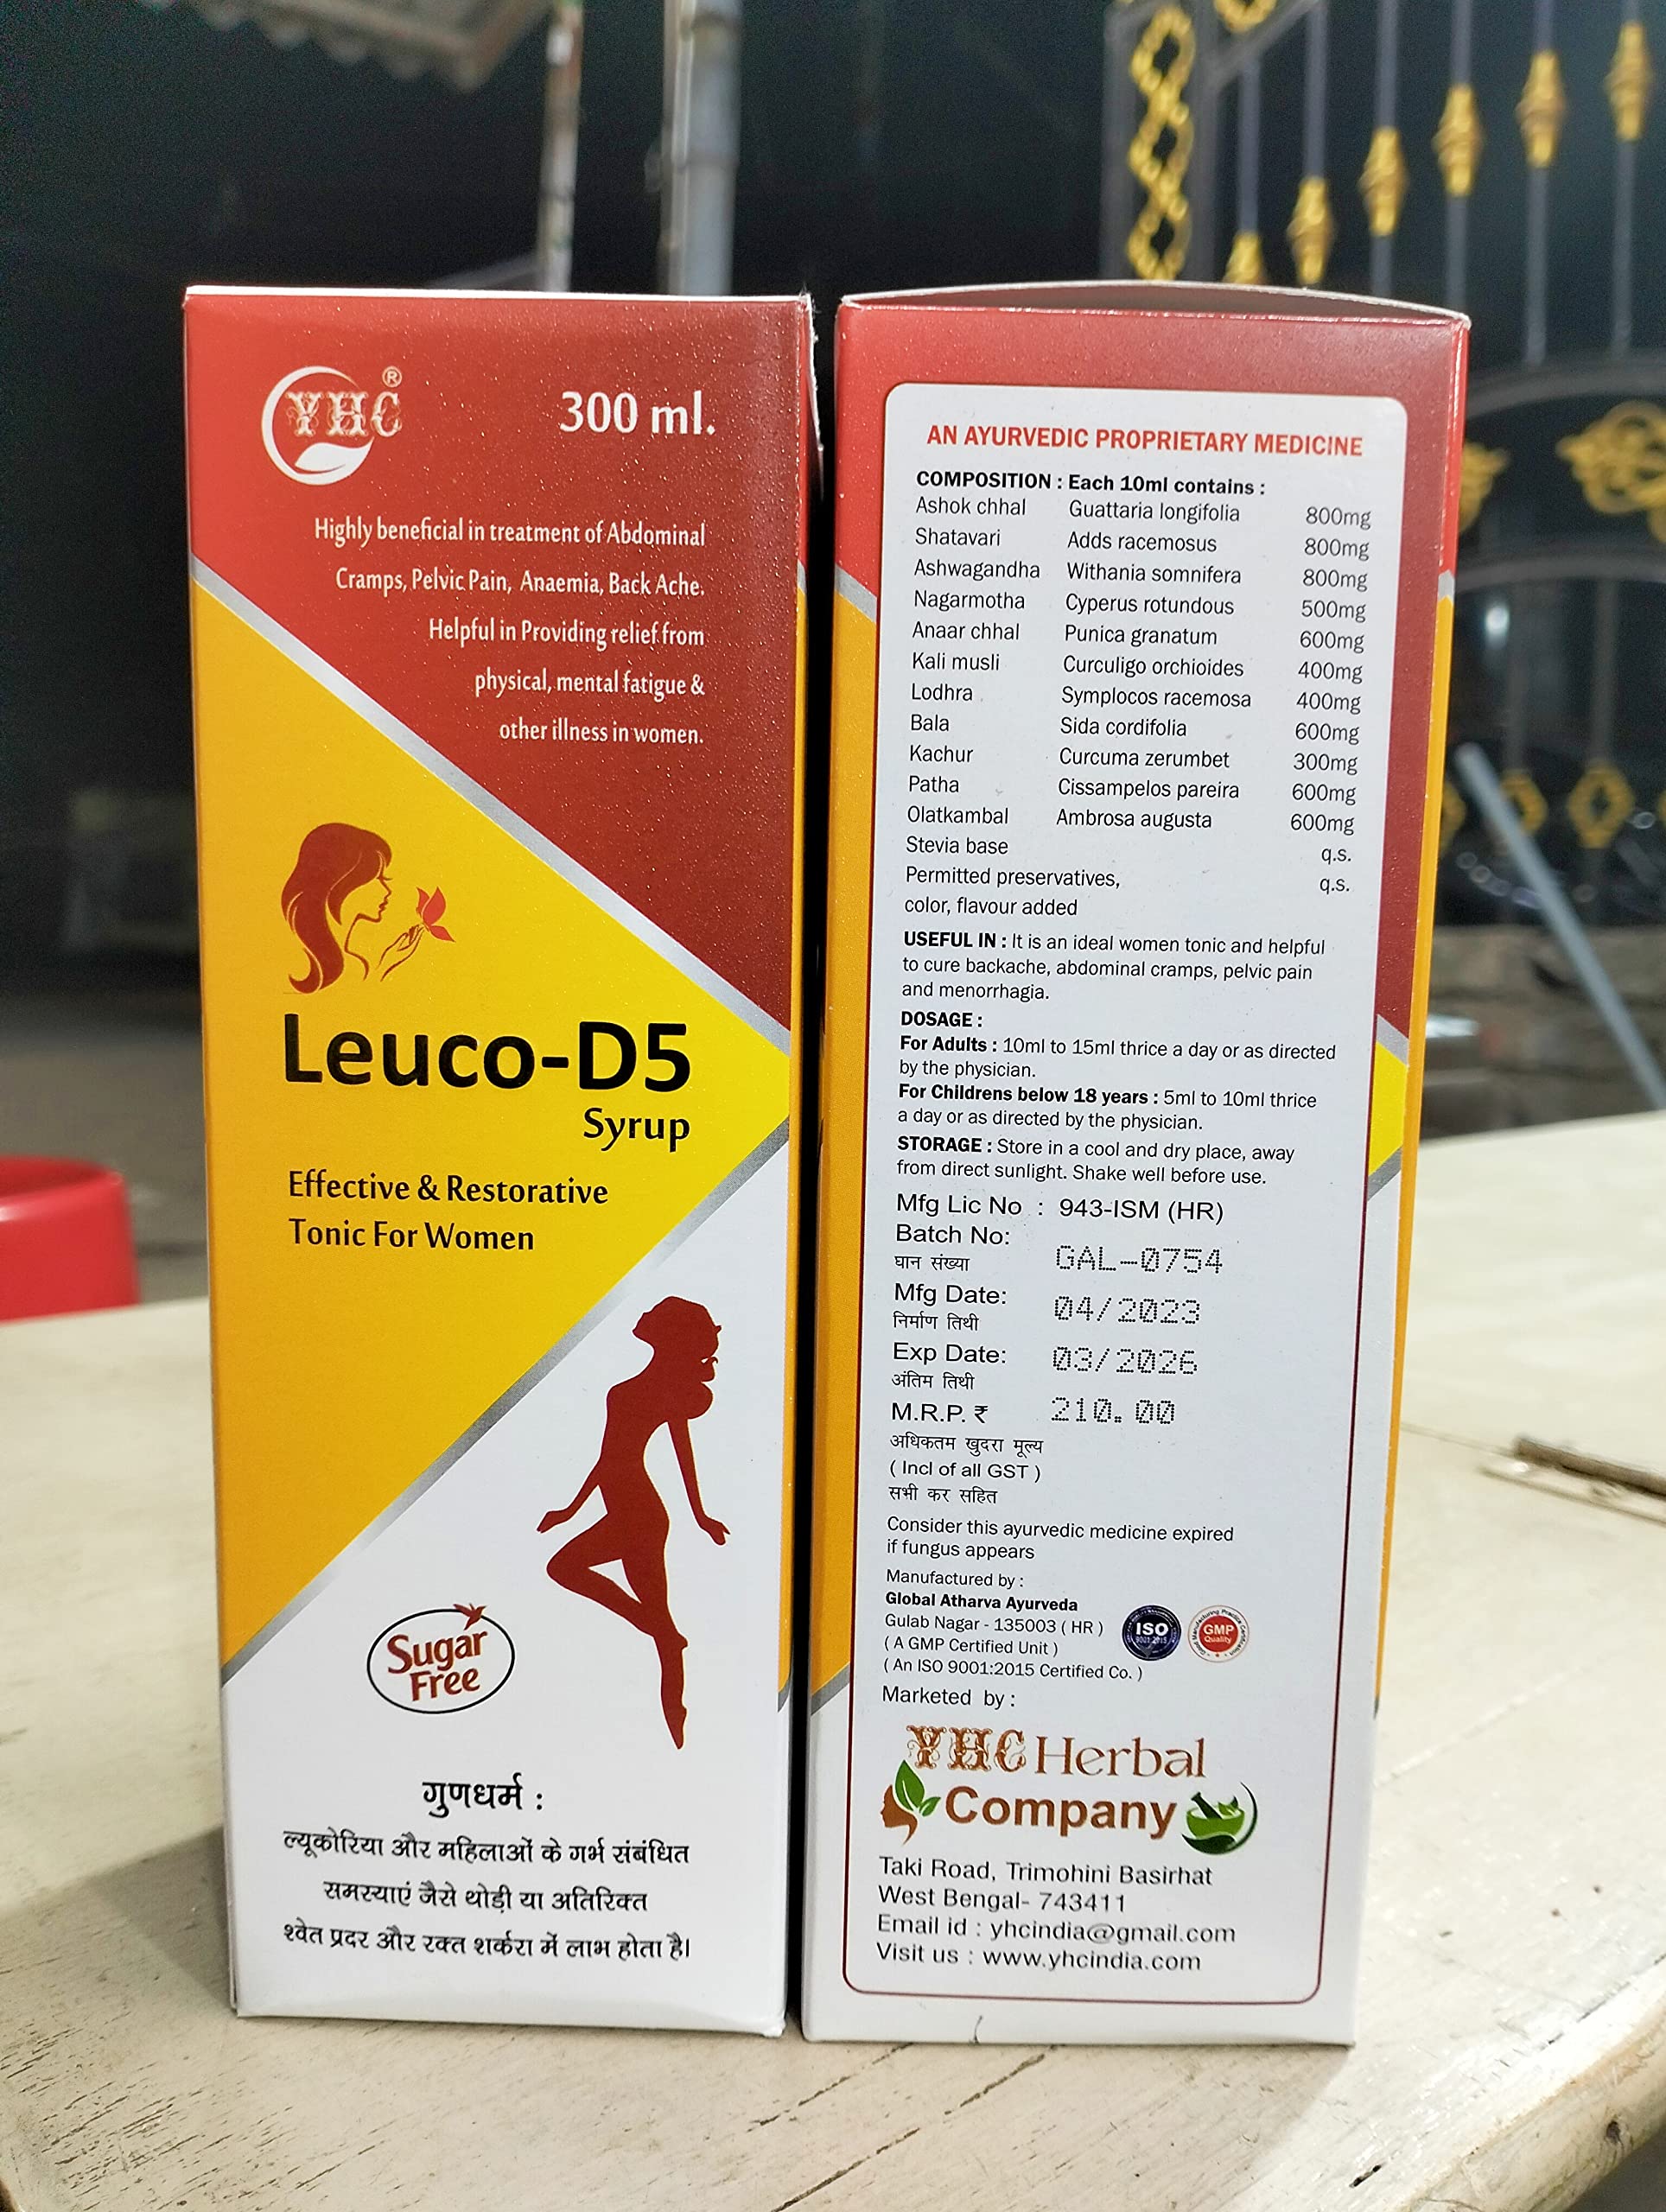 YHC ®
300 ml.
Highly beneficial in treatment of Abdominal
Cramps, Pelvic Pain, Anaemia, Back Ache.
Helpful in Providing relief from
physical, mental fatigue &
other illness in women.
Leuco-D5
Syrup
Effective & Restorative
Tonic For Women
Sugar
Free
गुणधर्म :
ल्यूकोरिया और महिलाओं के गर्भ संबंधित
समस्याएं जैसे थोड़ी या अतिरिक्त
श्वेत प्रदर और रक्त शर्करा में लाभ होता है।
AN AYURVEDIC PROPRIETARY MEDICINE
COMPOSITION : Each 10ml contains :
Ashok chhal Guattaria longifolia 800mg
Shatavari Adds racemosus 800mg
Ashwagandha Withania somnifera 800mg
Nagarmotha Cyperus rotundous 500mg
Anaar chhal Punica granatum 600mg
Kali musli Curculigo orchioides 400mg
Lodhra Symplocos racemosa 400mg
Bala Sida cordifolia 600mg
Kachur Curcuma zerumbet 300mg
Patha Cissampelos pareira 600mg
Olatkambal Ambrosa augusta 600mg
Stevia base q.s.
Permitted preservatives, q.s.
color, flavour added
USEFUL IN : It is an ideal women tonic and helpful
to cure backache, abdominal cramps, pelvic pain
and menorrhagia.
DOSAGE :
For Adults : 10ml to 15ml thrice a day or as directed
by the physician.
For Childrens below 18 years : 5ml to 10ml thrice
a day or as directed by the physician.
STORAGE : Store in a cool and dry place, away
from direct sunlight. Shake well before use.
Mfg Lic No : 943-ISM (HR)
Batch No: GAL-0754
घान संख्या
Mfg Date: 04/2023
निर्माण तिथी
Exp Date: 03/2026
अंतिम तिथी
M.R.P. ₹ 210.00
अधिकतम खुदरा मूल्य
( Incl of all GST )
सभी कर सहित
Consider this ayurvedic medicine expired
if fungus appears
Manufactured by :
Global Atharva Ayurveda
Gulab Nagar - 135003 ( HR )
( A GMP Certified Unit )
( An ISO 9001:2015 Certified Co. )
ISO
9001:2015
GMP
Quality
Marketed by :
YHC Herbal
Company
Taki Road, Trimohini Basirhat
West Bengal- 743411
Email id : yhcindia@gmail.com
Visit us : www.yhcindia.com